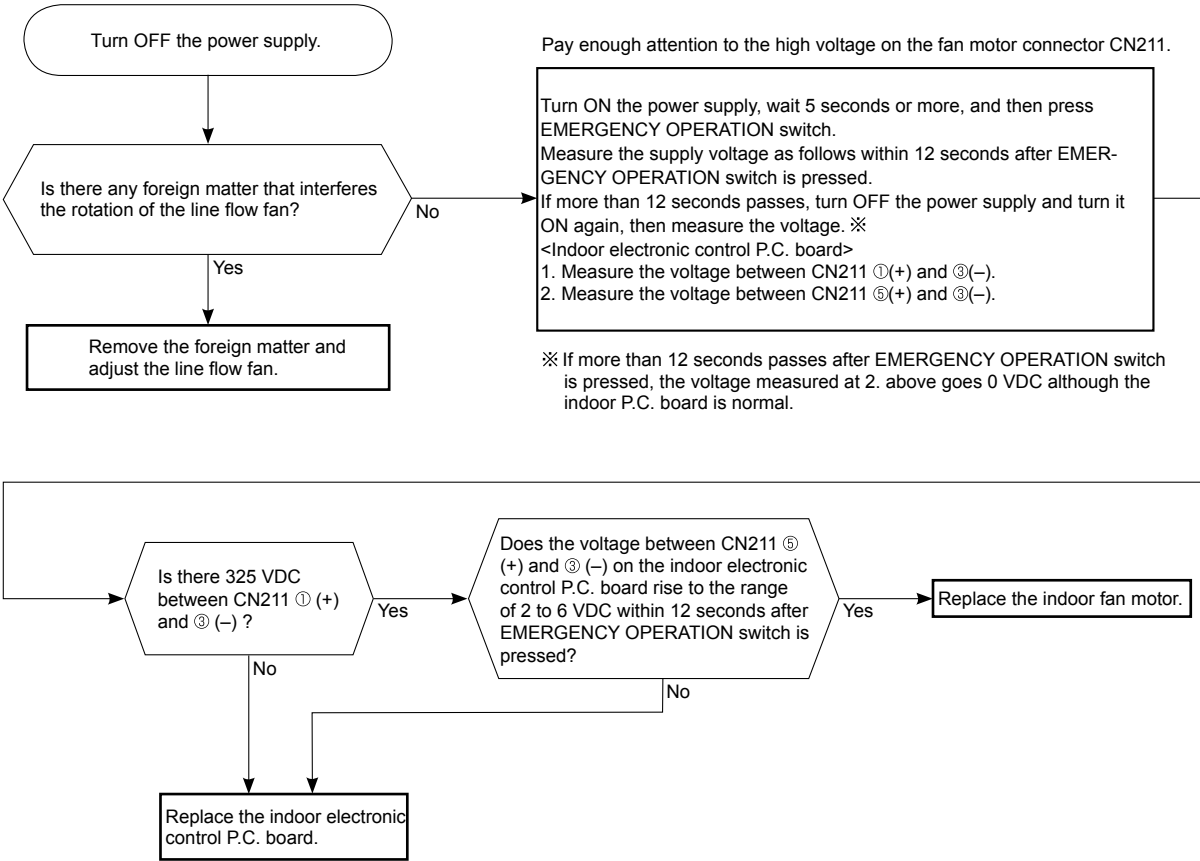 Turn OFF the power supply.
Is there any foreign matter that interferes
the rotation of the line flow fan?
No
Yes
Remove the foreign matter and
adjust the line flow fan.
Pay enough attention to the high voltage on the fan motor connector CN211.
Turn ON the power supply, wait 5 seconds or more, and then press
EMERGENCY OPERATION switch.
Measure the supply voltage as follows within 12 seconds after EMER-
GENCY OPERATION switch is pressed.
If more than 12 seconds passes, turn OFF the power supply and turn it
ON again, then measure the voltage. ※
<Indoor electronic control P.C. board>
1. Measure the voltage between CN211 ①(+) and ③(–).
2. Measure the voltage between CN211 ⑤(+) and ③(–).
※ If more than 12 seconds passes after EMERGENCY OPERATION switch
is pressed, the voltage measured at 2. above goes 0 VDC although the
indoor P.C. board is normal.
Is there 325 VDC
between CN211 ① (+)
and ③ (–) ?
Yes
No
Does the voltage between CN211 ⑤
(+) and ③ (–) on the indoor electronic
control P.C. board rise to the range
of 2 to 6 VDC within 12 seconds after
EMERGENCY OPERATION switch is
pressed?
Yes
No
Replace the indoor fan motor.
Replace the indoor electronic
control P.C. board.